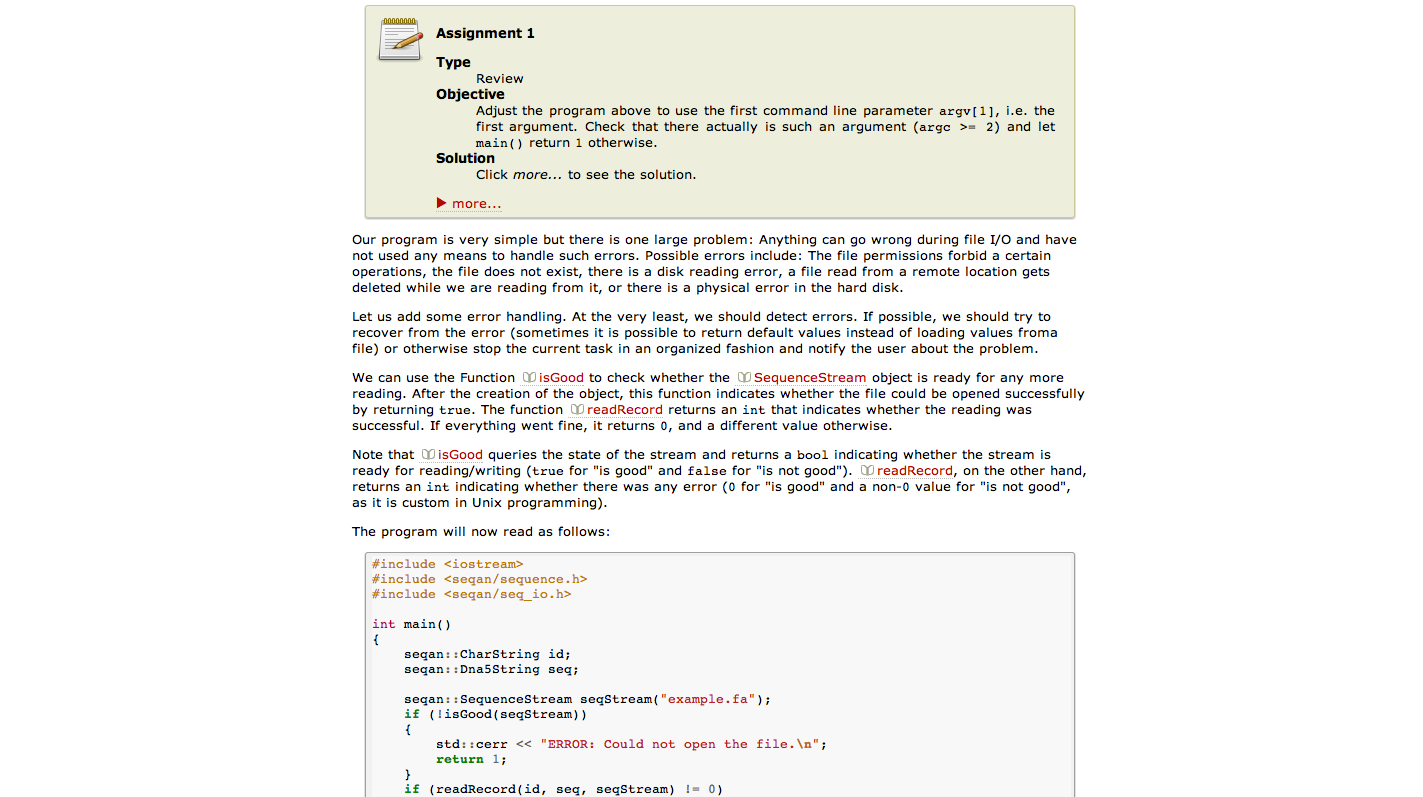 Assignment 1
Type
Review
Objective
Adjust the program above to use the first command line parameter argv[1], i.e. the
first argument. Check that there actually is such an argument (argc >= 2) and let
main() return 1 otherwise.
Solution
Click more... to see the solution.
more...
Our program is very simple but there is one large problem: Anything can go wrong during file I/O and have
not used any means to handle such errors. Possible errors include: The file permissions forbid a certain
operations, the file does not exist, there is a disk reading error, a file read from a remote location gets
deleted while we are reading from it, or there is a physical error in the hard disk.
Let us add some error handling. At the very least, we should detect errors. If possible, we should try to
recover from the error (sometimes it is possible to return default values instead of loading values froma
file) or otherwise stop the current task in an organized fashion and notify the user about the problem.
We can use the Function isGood to check whether the SequenceStream object is ready for any more
reading. After the creation of the object, this function indicates whether the file could be opened successfully
by returning true. The function readRecord returns an int that indicates whether the reading was
successful. If everything went fine, it returns 0, and a different value otherwise.
Note that isGood queries the state of the stream and returns a bool indicating whether the stream is
ready for reading/writing (true for "is good" and false for "is not good"). readRecord, on the other hand,
returns an int indicating whether there was any error (0 for "is good" and a non-0 value for "is not good",
as it is custom in Unix programming).
The program will now read as follows:
#include <iostream>
#include <seqan/sequence.h>
#include <seqan/seq_io.h>
int main()
{
    seqan::CharString id;
    seqan::Dna5String seq;
    seqan::SequenceStream seqStream("example.fa");
    if (!isGood(seqStream))
    {
        std::cerr << "ERROR: Could not open the file.\n";
        return 1;
    }
    if (readRecord(id, seq, seqStream) != 0)